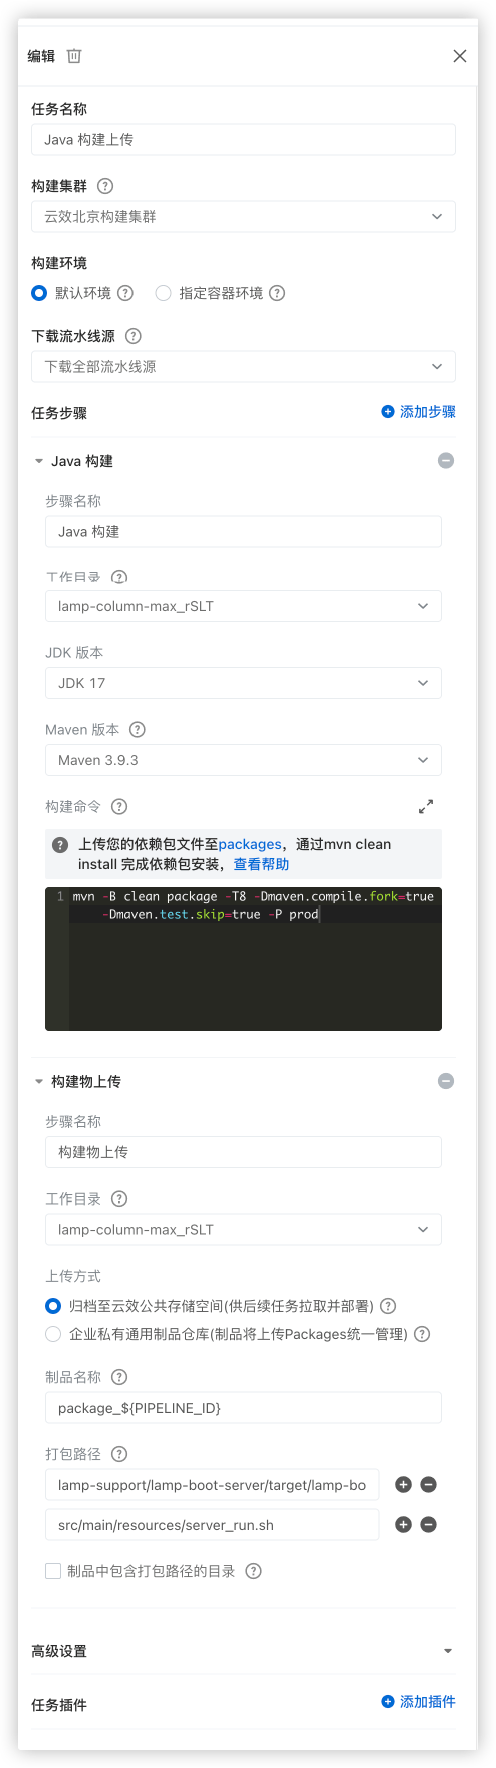 编辑
任务名称
Java 构建上传
构建集群
云效北京构建集群
构建环境
默认环境 指定容器环境
下载流水线源
下载全部流水线源
任务步骤 添加步骤
Java 构建
步骤名称
Java 构建
工作目录
lamp-column-max_rSLT
JDK 版本
JDK 17
Maven 版本
Maven 3.9.3
构建命令
上传您的依赖包文件至packages，通过mvn clean
install 完成依赖包安装，查看帮助
1 mvn -B clean package -T8 -Dmaven.compile.fork=true
-Dmaven.test.skip=true -P prod
构建物上传
步骤名称
构建物上传
工作目录
lamp-column-max_rSLT
上传方式
归档至云效公共存储空间(供后续任务拉取并部署)
企业私有通用制品仓库(制品将上传Packages统一管理)
制品名称
package_${PIPELINE_ID}
打包路径
lamp-support/lamp-boot-server/target/lamp-bo
src/main/resources/server_run.sh
制品中包含打包路径的目录
高级设置
任务插件 添加插件